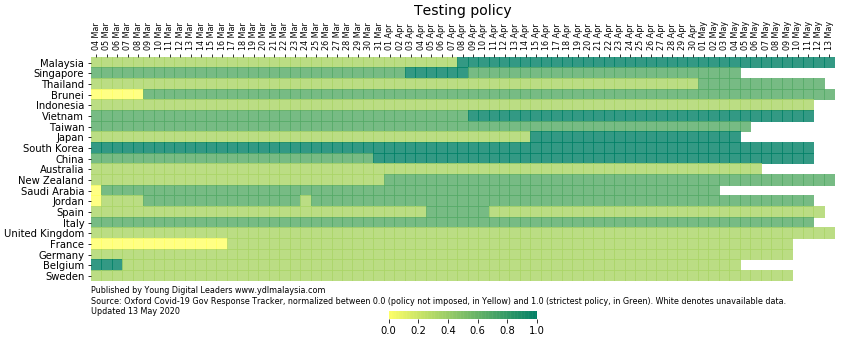 Testing policy
04 Mar 05 Mar 06 Mar 07 Mar 08 Mar 09 Mar 10 Mar 11 Mar 12 Mar 13 Mar 14 Mar 15 Mar 16 Mar 17 Mar 18 Mar 19 Mar 20 Mar 21 Mar 22 Mar 23 Mar 24 Mar 25 Mar 26 Mar 27 Mar 28 Mar 29 Mar 30 Mar 31 Mar 01 Apr 02 Apr 03 Apr 04 Apr 05 Apr 06 Apr 07 Apr 08 Apr 09 Apr 10 Apr 11 Apr 12 Apr 13 Apr 14 Apr 15 Apr 16 Apr 17 Apr 18 Apr 19 Apr 20 Apr 21 Apr 22 Apr 23 Apr 24 Apr 25 Apr 26 Apr 27 Apr 28 Apr 29 Apr 30 Apr 01 May 02 May 03 May 04 May 05 May 06 May 07 May 08 May 09 May 10 May 11 May 12 May 13 May
Malaysia
Singapore
Thailand
Brunei
Indonesia
Vietnam
Taiwan
Japan
South Korea
China
Australia
New Zealand
Saudi Arabia
Jordan
Spain
Italy
United Kingdom
France
Germany
Belgium
Sweden
Published by Young Digital Leaders www.ydlmalaysia.com
Source: Oxford Covid-19 Gov Response Tracker, normalized between 0.0 (policy not imposed, in Yellow) and 1.0 (strictest policy, in Green). White denotes unavailable data.
Updated 13 May 2020
0.0 0.2 0.4 0.6 0.8 1.0